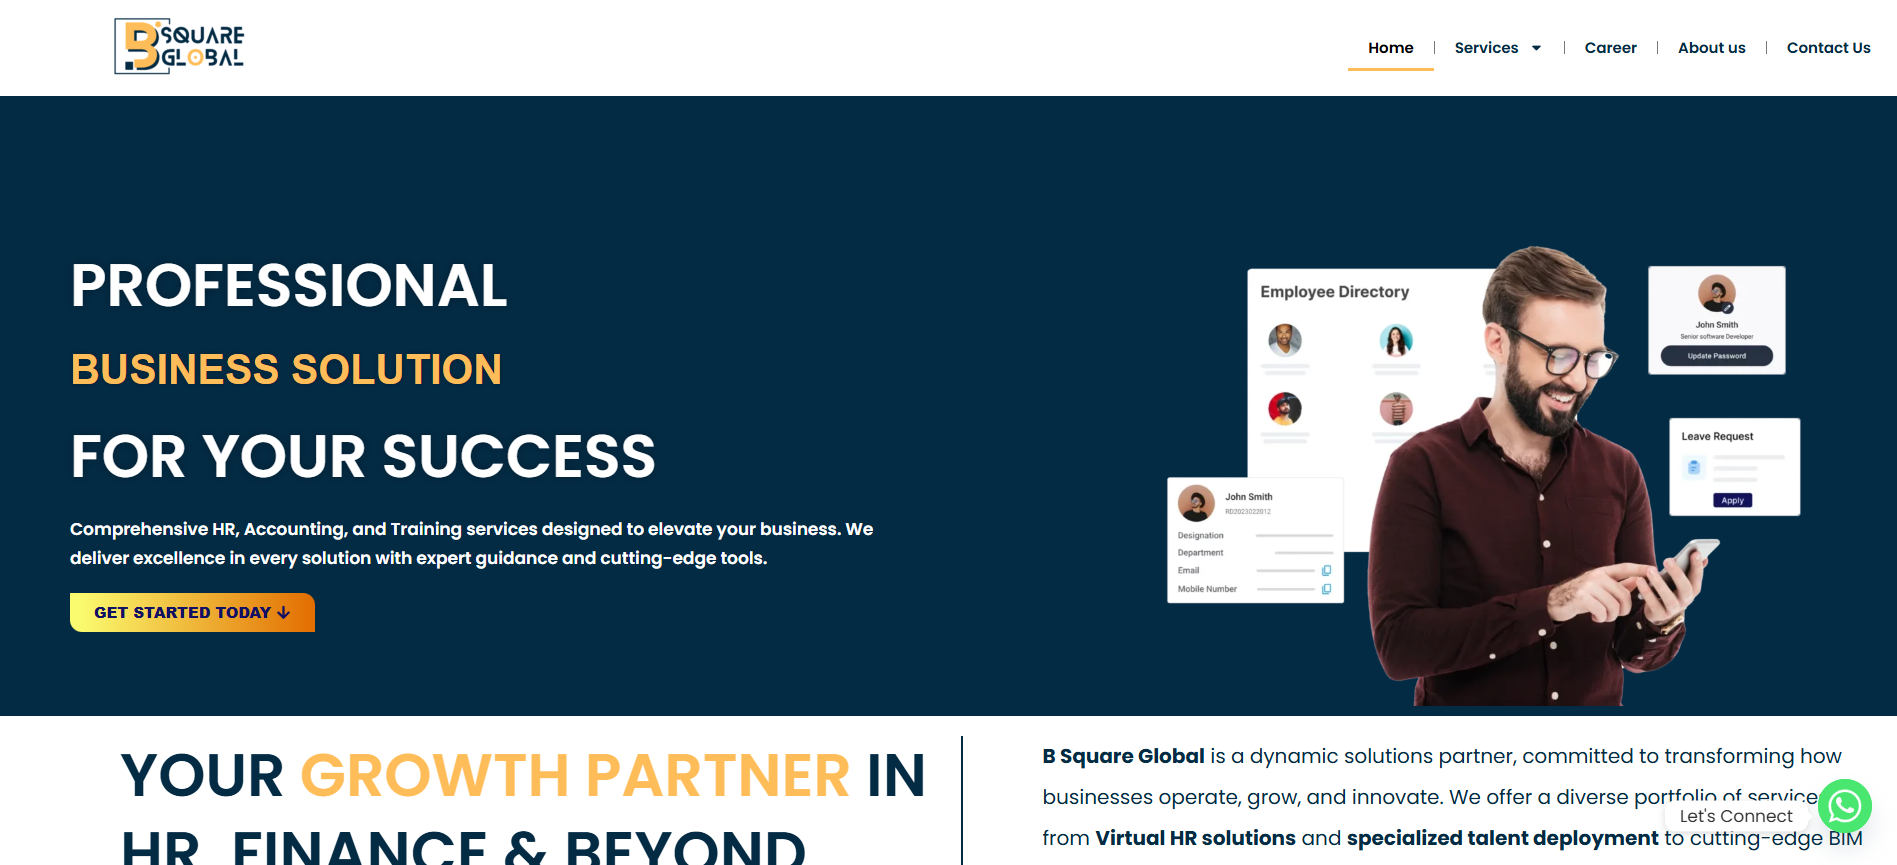 B SQUARE
GLOBAL
Home
Services
Career
About us
Contact Us
PROFESSIONAL
BUSINESS SOLUTION
FOR YOUR SUCCESS
Comprehensive HR, Accounting, and Training services designed to elevate your business. We
deliver excellence in every solution with expert guidance and cutting-edge tools.
GET STARTED TODAY
Employee Directory
John Smith
Senior software Developer
Update Password
Leave Request
Apply
John Smith
RD2023022012
Designation
Department
Email
Mobile Number
YOUR GROWTH PARTNER IN
HR, FINANCE & BEYOND
B Square Global is a dynamic solutions partner, committed to transforming how
businesses operate, grow, and innovate. We offer a diverse portfolio of service
from Virtual HR solutions and specialized talent deployment to cutting-edge BIM
Let's Connect